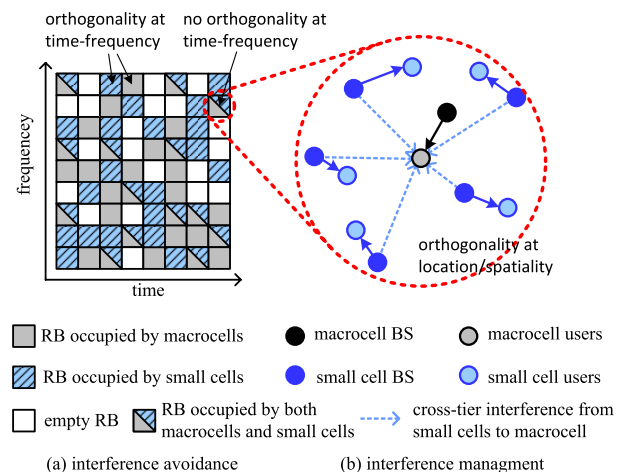 orthogonality at
time-frequency
no orthogonality at
time-frequency
frequencey
time
orthogonality at
location/spatiality
RB occupied by macrocells
macrocell BS
macrocell users
RB occupied by small cells
small cell BS
small cell users
empty RB
RB occupied by both
macrocells and small cells
cross-tier interference from
small cells to macrocell
(a) interference avoidance
(b) interference managment